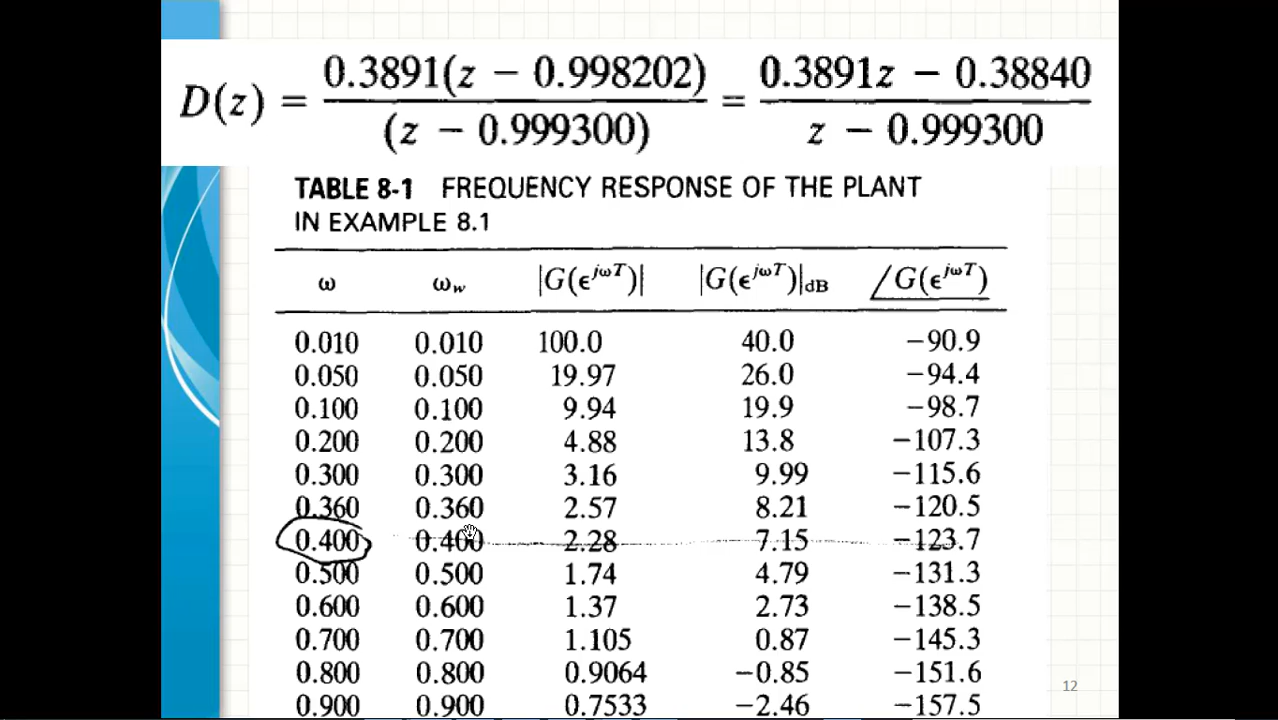 D(z) = 0.3891(z − 0.998202) / (z − 0.999300) = 0.3891z − 0.38840 / z − 0.999300
TABLE 8-1 FREQUENCY RESPONSE OF THE PLANT
IN EXAMPLE 8.1
ω ω_w |G(ϵ^{jωT})| |G(ϵ^{jωT})|_dB ∠G(ϵ^{jωT})
0.010 0.010 100.0 40.0 −90.9
0.050 0.050 19.97 26.0 −94.4
0.100 0.100 9.94 19.9 −98.7
0.200 0.200 4.88 13.8 −107.3
0.300 0.300 3.16 9.99 −115.6
0.360 0.360 2.57 8.21 −120.5
0.400 0.400 2.28 7.15 −123.7
0.500 0.500 1.74 4.79 −131.3
0.600 0.600 1.37 2.73 −138.5
0.700 0.700 1.105 0.87 −145.3
0.800 0.800 0.9064 −0.85 −151.6
0.900 0.900 0.7533 −2.46 −157.5
12